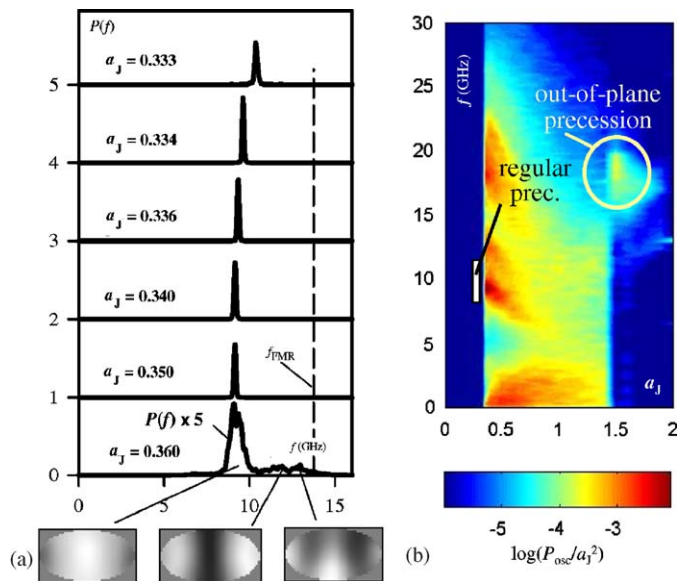 P(f)
a_J = 0.333
5
a_J = 0.334
4
a_J = 0.336
3
a_J = 0.340
2
a_J = 0.350
f_FMR
1
P(f) x 5
f (GHz)
a_J = 0.360
0
0 5 10 15
(a)
30
f (GHz)
25
out-of-plane
precession
20
regular
prec.
15
10
5
a_J
0
0 0.5 1 1.5 2
-5 -4 -3
(b)
log(P_osc/a_J^2)